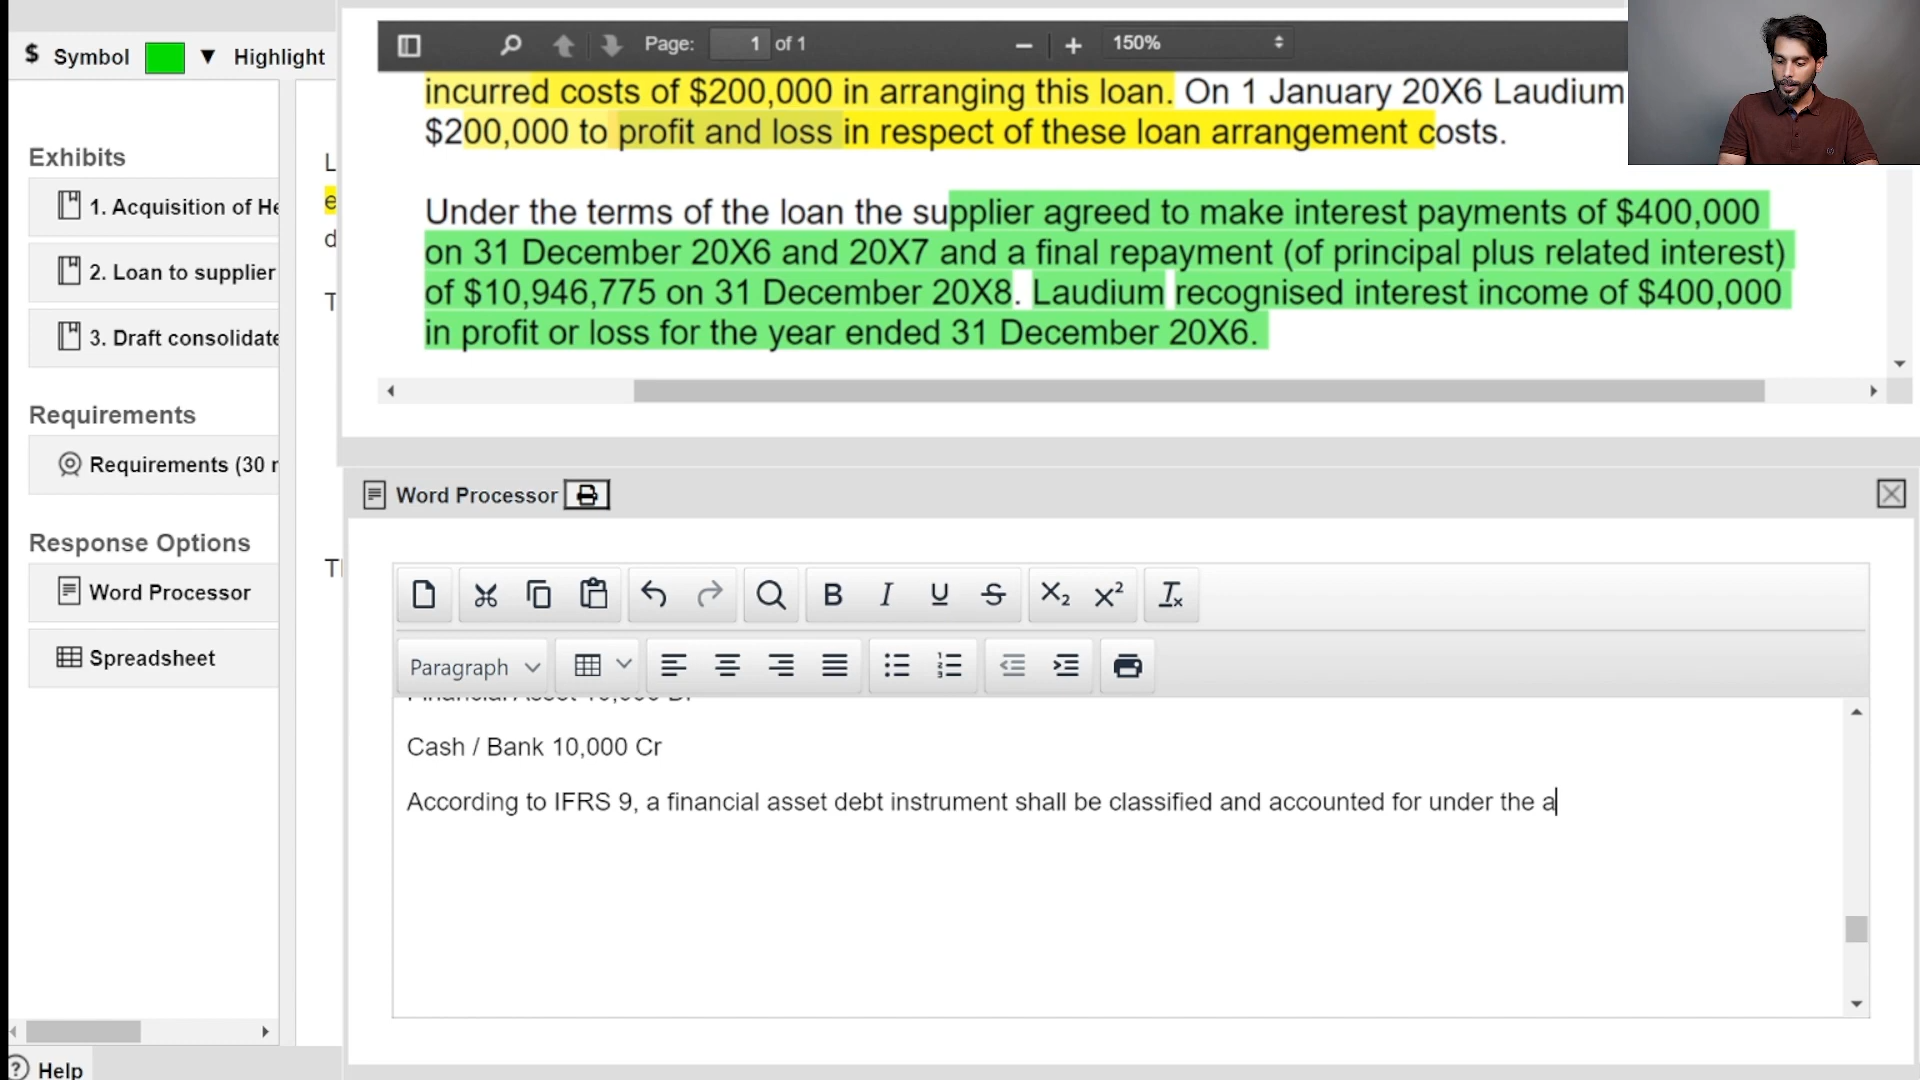 $ Symbol ▼ Highlight
Page: 1 of 1
150%
incurred costs of $200,000 in arranging this loan. On 1 January 20X6 Laudium
$200,000 to profit and loss in respect of these loan arrangement costs.
Under the terms of the loan the supplier agreed to make interest payments of $400,000
on 31 December 20X6 and 20X7 and a final repayment (of principal plus related interest)
of $10,946,775 on 31 December 20X8. Laudium recognised interest income of $400,000
in profit or loss for the year ended 31 December 20X6.
Exhibits
1. Acquisition of He
2. Loan to supplier
3. Draft consolidate
Requirements
Requirements (30
Response Options
Word Processor
Spreadsheet
Help
L
e
d
T
Word Processor
B I U S X₂ X² Tx
Paragraph
Cash / Bank 10,000 Cr
According to IFRS 9, a financial asset debt instrument shall be classified and accounted for under the a